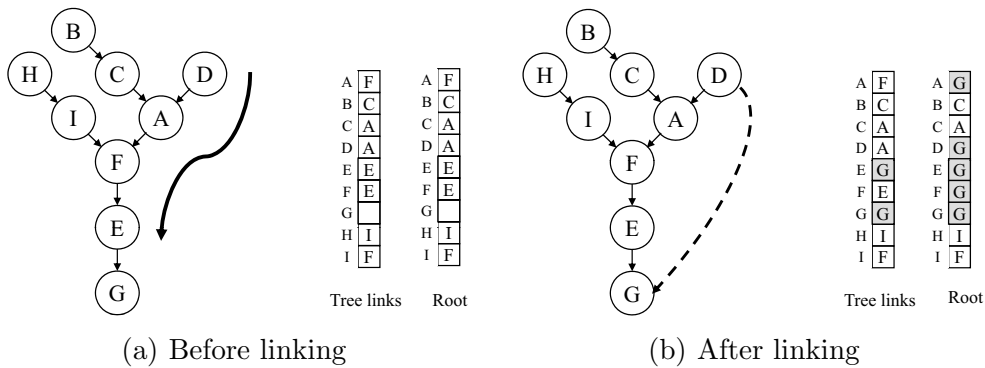 B
H C D
I A
F
E
G
A F
B C
C A
D A
E E
F E
G
H I
I F
Tree links
A F
B C
C A
D A
E E
F E
G
H I
I F
Root
(a) Before linking
B
H C D
I A
F
E
G
A F
B C
C A
D A
E G
F E
G G
H I
I F
Tree links
A G
B C
C A
D G
E G
F G
G G
H I
I F
Root
(b) After linking